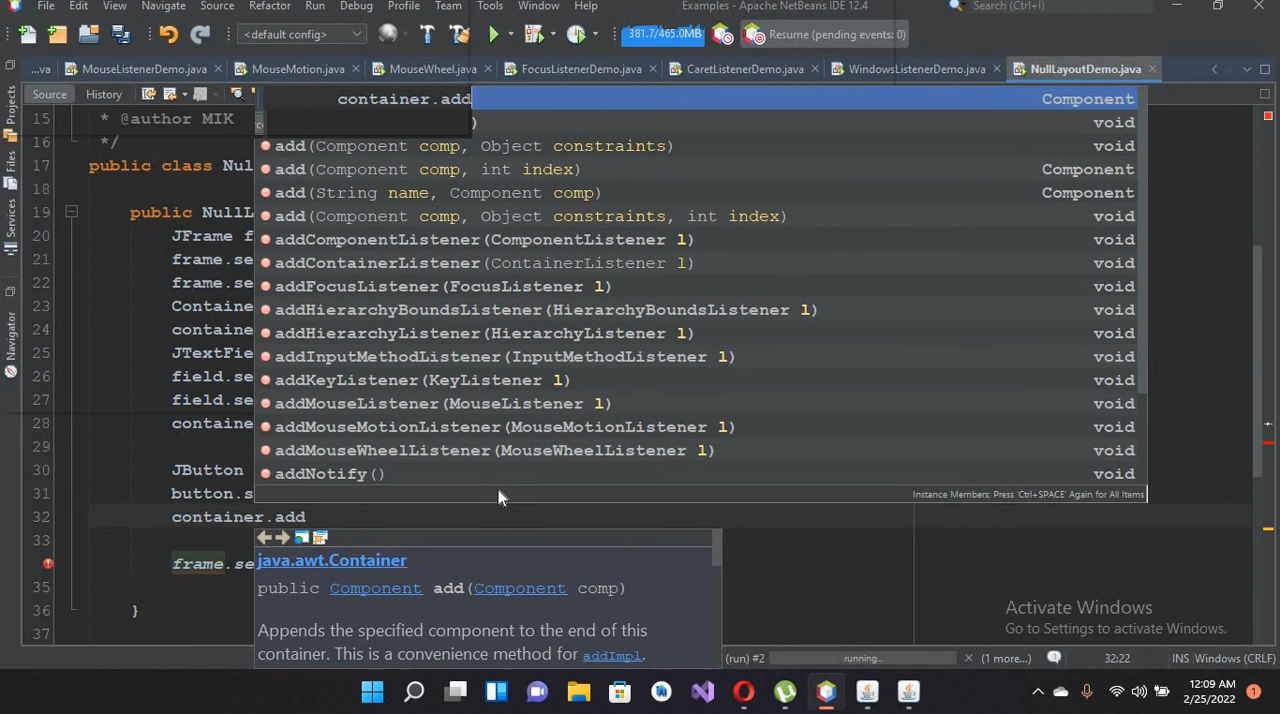 File Edit View Navigate Source Refactor Run Debug Profile Team Tools Window Help Examples - Apache NetBeans IDE 12.4 Search (Ctrl+I)
<default config> 381.7/465.0MB Resume (pending events: 0)
...va MouseListenerDemo.java MouseMotion.java MouseWheel.java FocusListenerDemo.java CaretListenerDemo.java WindowsListenerDemo.java NullLayoutDemo.java
Source History
Projects
Files
Services
Navigator
container.add Component
) void
15 * @author MIK
16 */
17 public class Nul
18
19 public NullL
20 JFrame f
21 frame.se
22 frame.se
23 Containe
24 containe
25 JTextFie
26 field.se
27 field.se
28 containe
29
30 JButton
31 button.s
32 container.add
33
frame.se
35
36 }
37
add(Component comp, Object constraints) void
add(Component comp, int index) Component
add(String name, Component comp) Component
add(Component comp, Object constraints, int index) void
addComponentListener(ComponentListener l) void
addContainerListener(ContainerListener l) void
addFocusListener(FocusListener l) void
addHierarchyBoundsListener(HierarchyBoundsListener l) void
addHierarchyListener(HierarchyListener l) void
addInputMethodListener(InputMethodListener l) void
addKeyListener(KeyListener l) void
addMouseListener(MouseListener l) void
addMouseMotionListener(MouseMotionListener l) void
addMouseWheelListener(MouseWheelListener l) void
addNotify() void
Instance Members; Press 'Ctrl+SPACE' Again for All Items
java.awt.Container
public Component add(Component comp)
Appends the specified component to the end of this
container. This is a convenience method for addImpl.
Activate Windows
Go to Settings to activate Windows.
(run) #2 running... (1 more...) 32:22 INS Windows (CRLF)
12:09 AM
2/25/2022
1